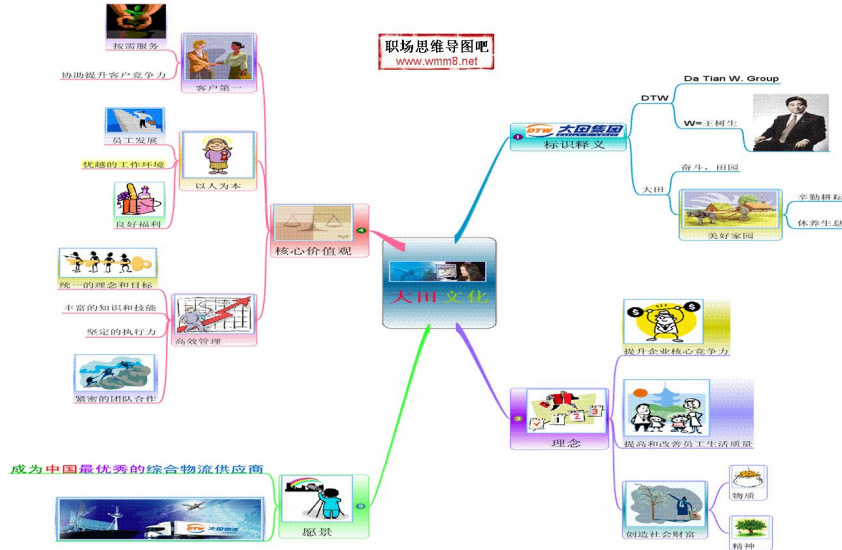 职场思维导图吧
www.wmm8.net
大田文化
1
DTW 大田集团
标识释义
DTW
Da Tian W. Group
W=王树生
大田
奋斗，田园
美好家园
辛勤耕耘
休养生息
2
理念
提升企业核心竞争力
提高和改善员工生活质量
创造社会财富
物质
精神
3
愿景
成为中国最优秀的综合物流供应商
DTW 大田集团
4
核心价值观
客户第一
按需服务
协助提升客户竞争力
以人为本
员工发展
优越的工作环境
良好福利
高效管理
统一的理念和目标
丰富的知识和技能
坚定的执行力
紧密的团队合作